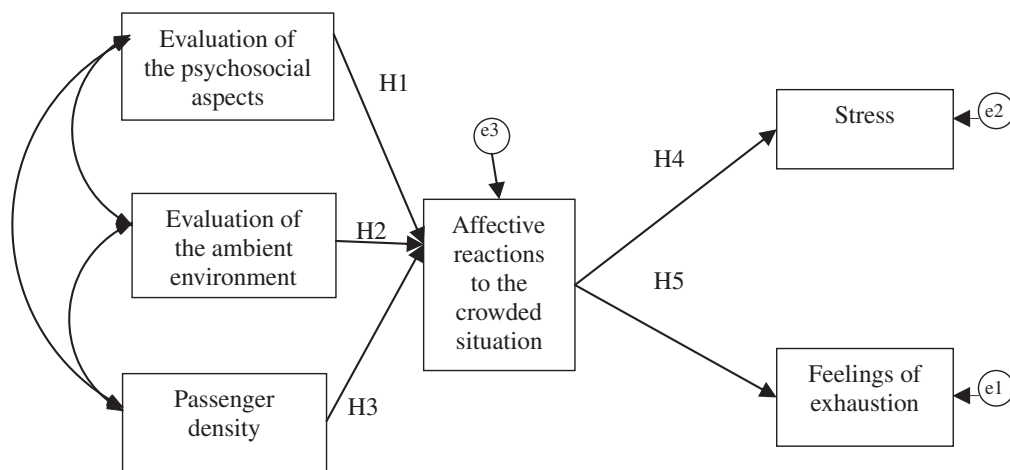 Evaluation of
the psychosocial
aspects
H1
Evaluation of
the ambient
environment
H2
Passenger
density
H3
e3
Affective
reactions
to the
crowded
situation
H4
H5
Stress
e2
Feelings of
exhaustion
e1